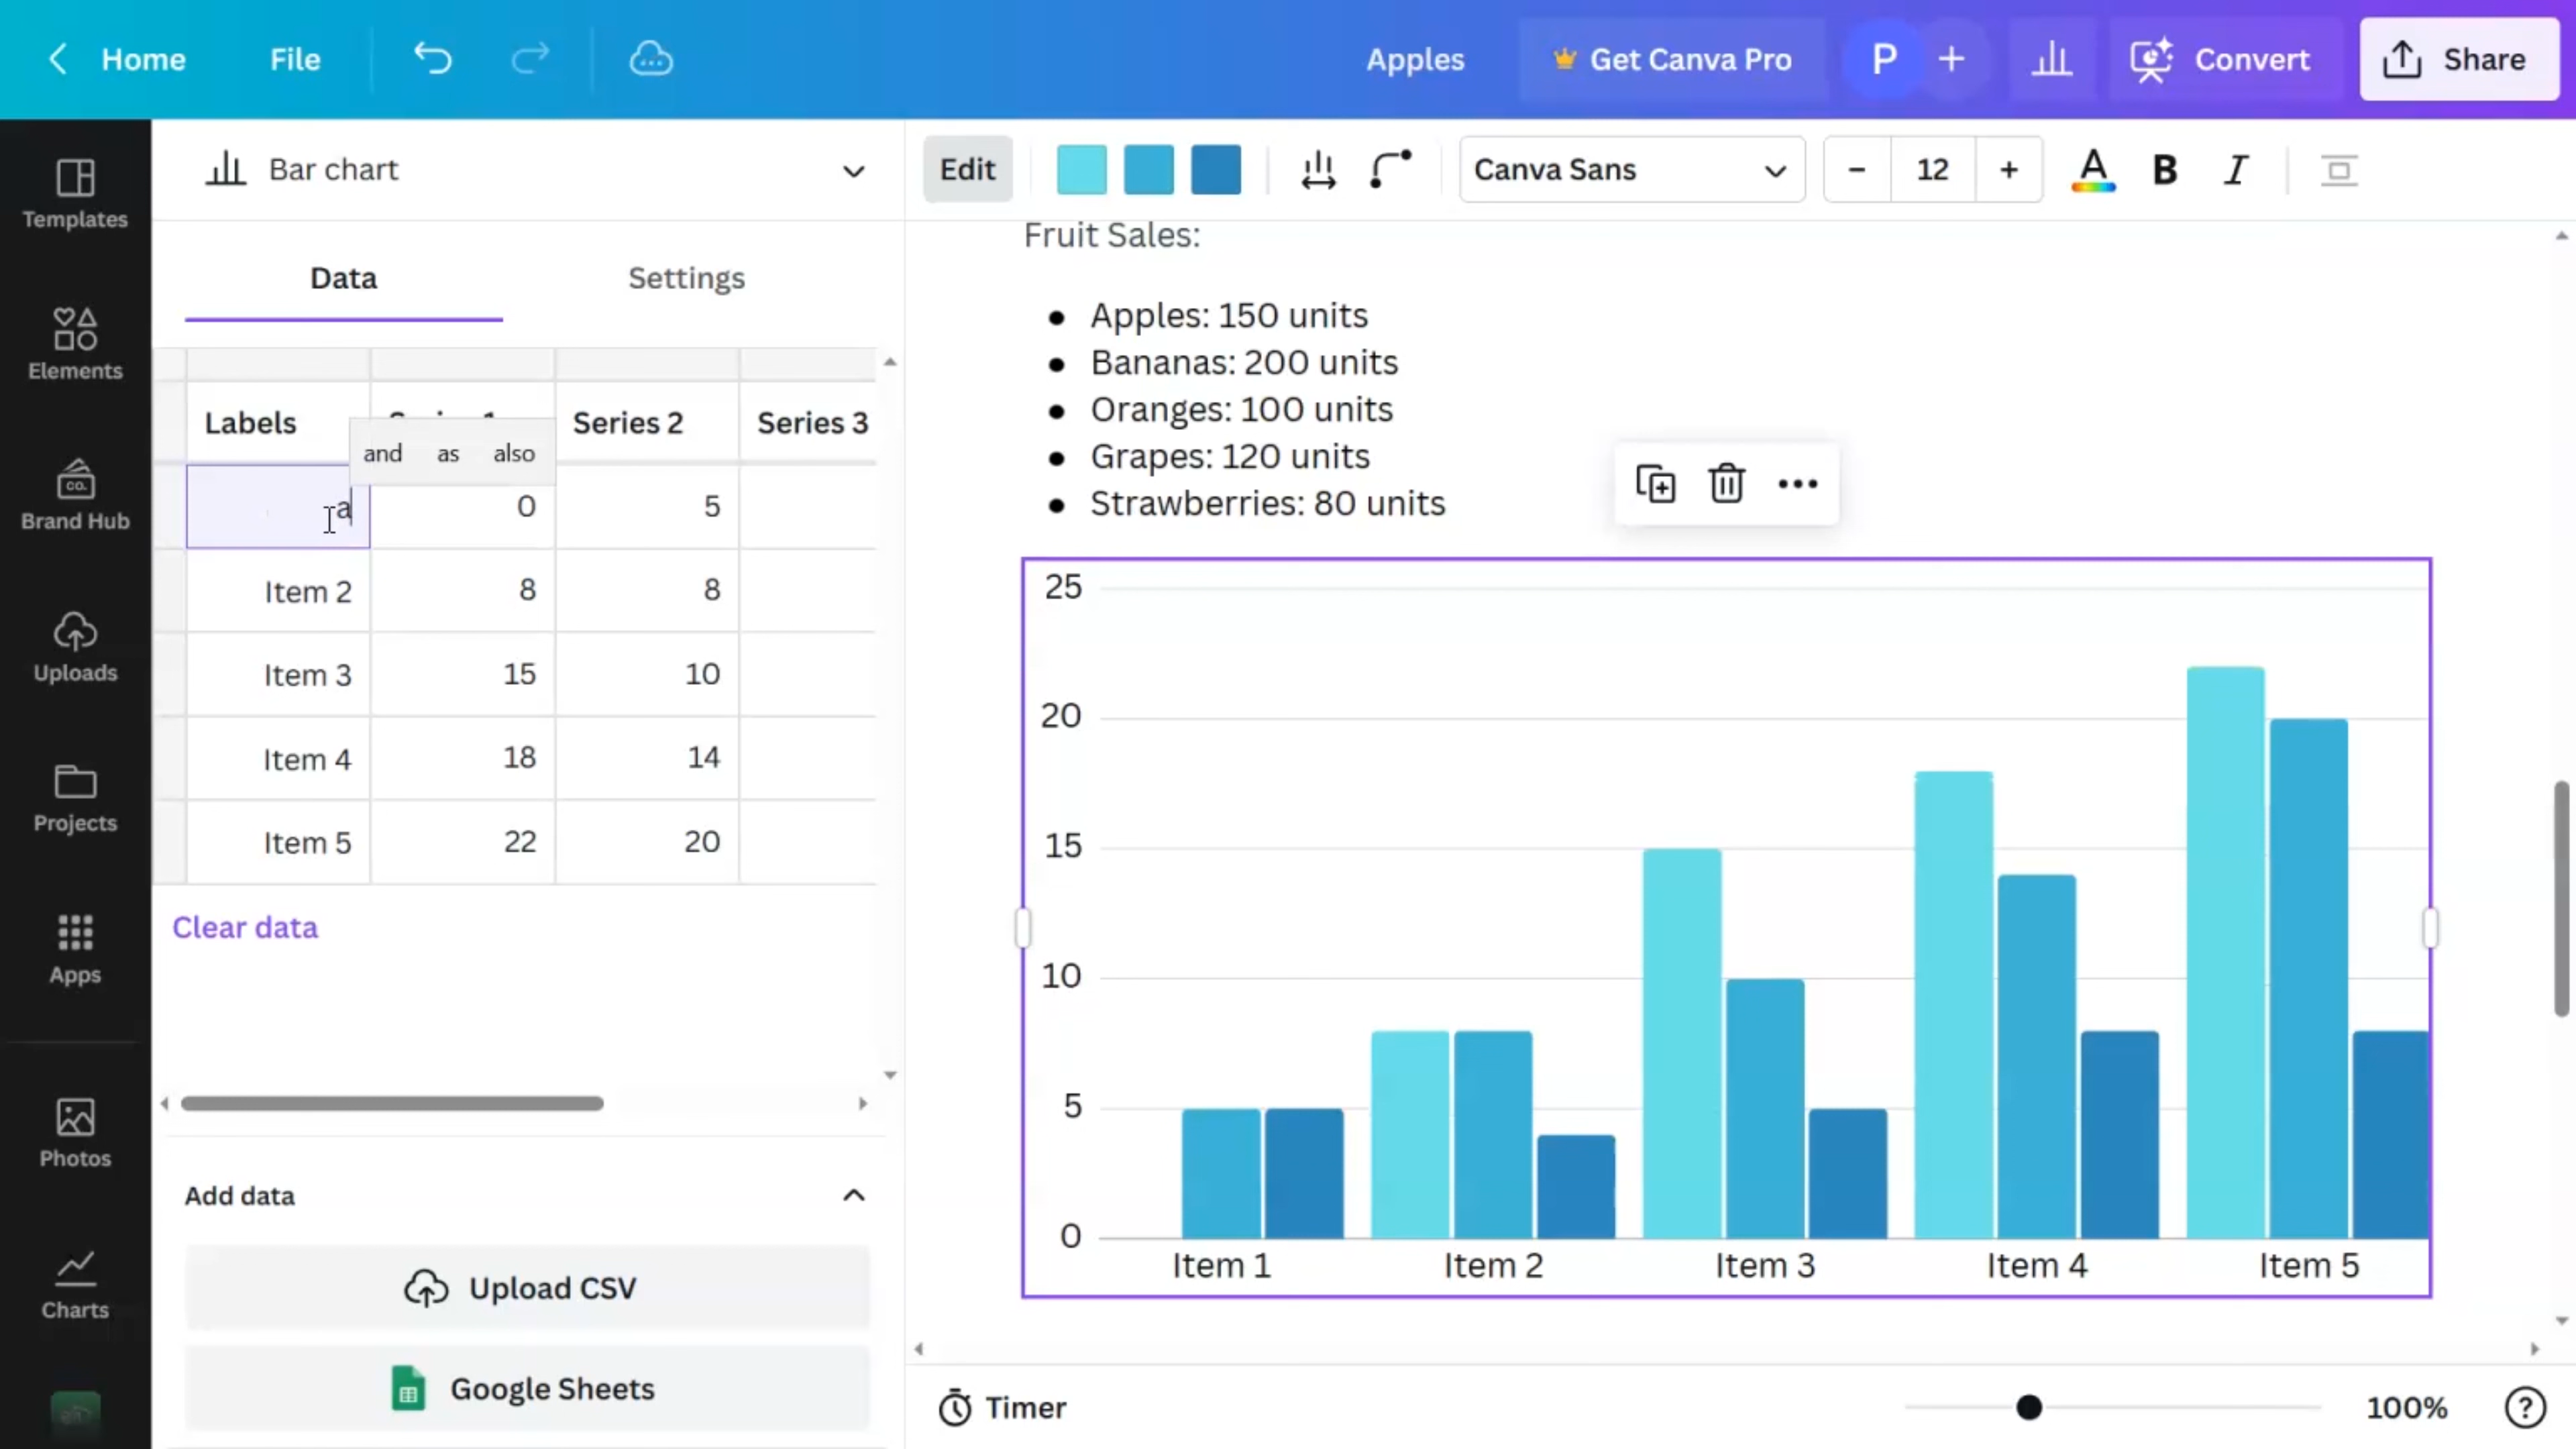 Home File Apples Get Canva Pro P + Convert Share
Templates
Elements
CO.
Brand Hub
Uploads
Projects
Apps
Photos
Charts
Bar chart
Data Settings
Labels Series 2 Series 3
and as also
a 0 5
Item 2 8 8
Item 3 15 10
Item 4 18 14
Item 5 22 20
Clear data
Add data
Upload CSV
Google Sheets
Edit Canva Sans - 12 + A B I
Fruit Sales:
● Apples: 150 units
● Bananas: 200 units
● Oranges: 100 units
● Grapes: 120 units
● Strawberries: 80 units
25
20
15
10
5
0
Item 1 Item 2 Item 3 Item 4 Item 5
Timer 100% ?